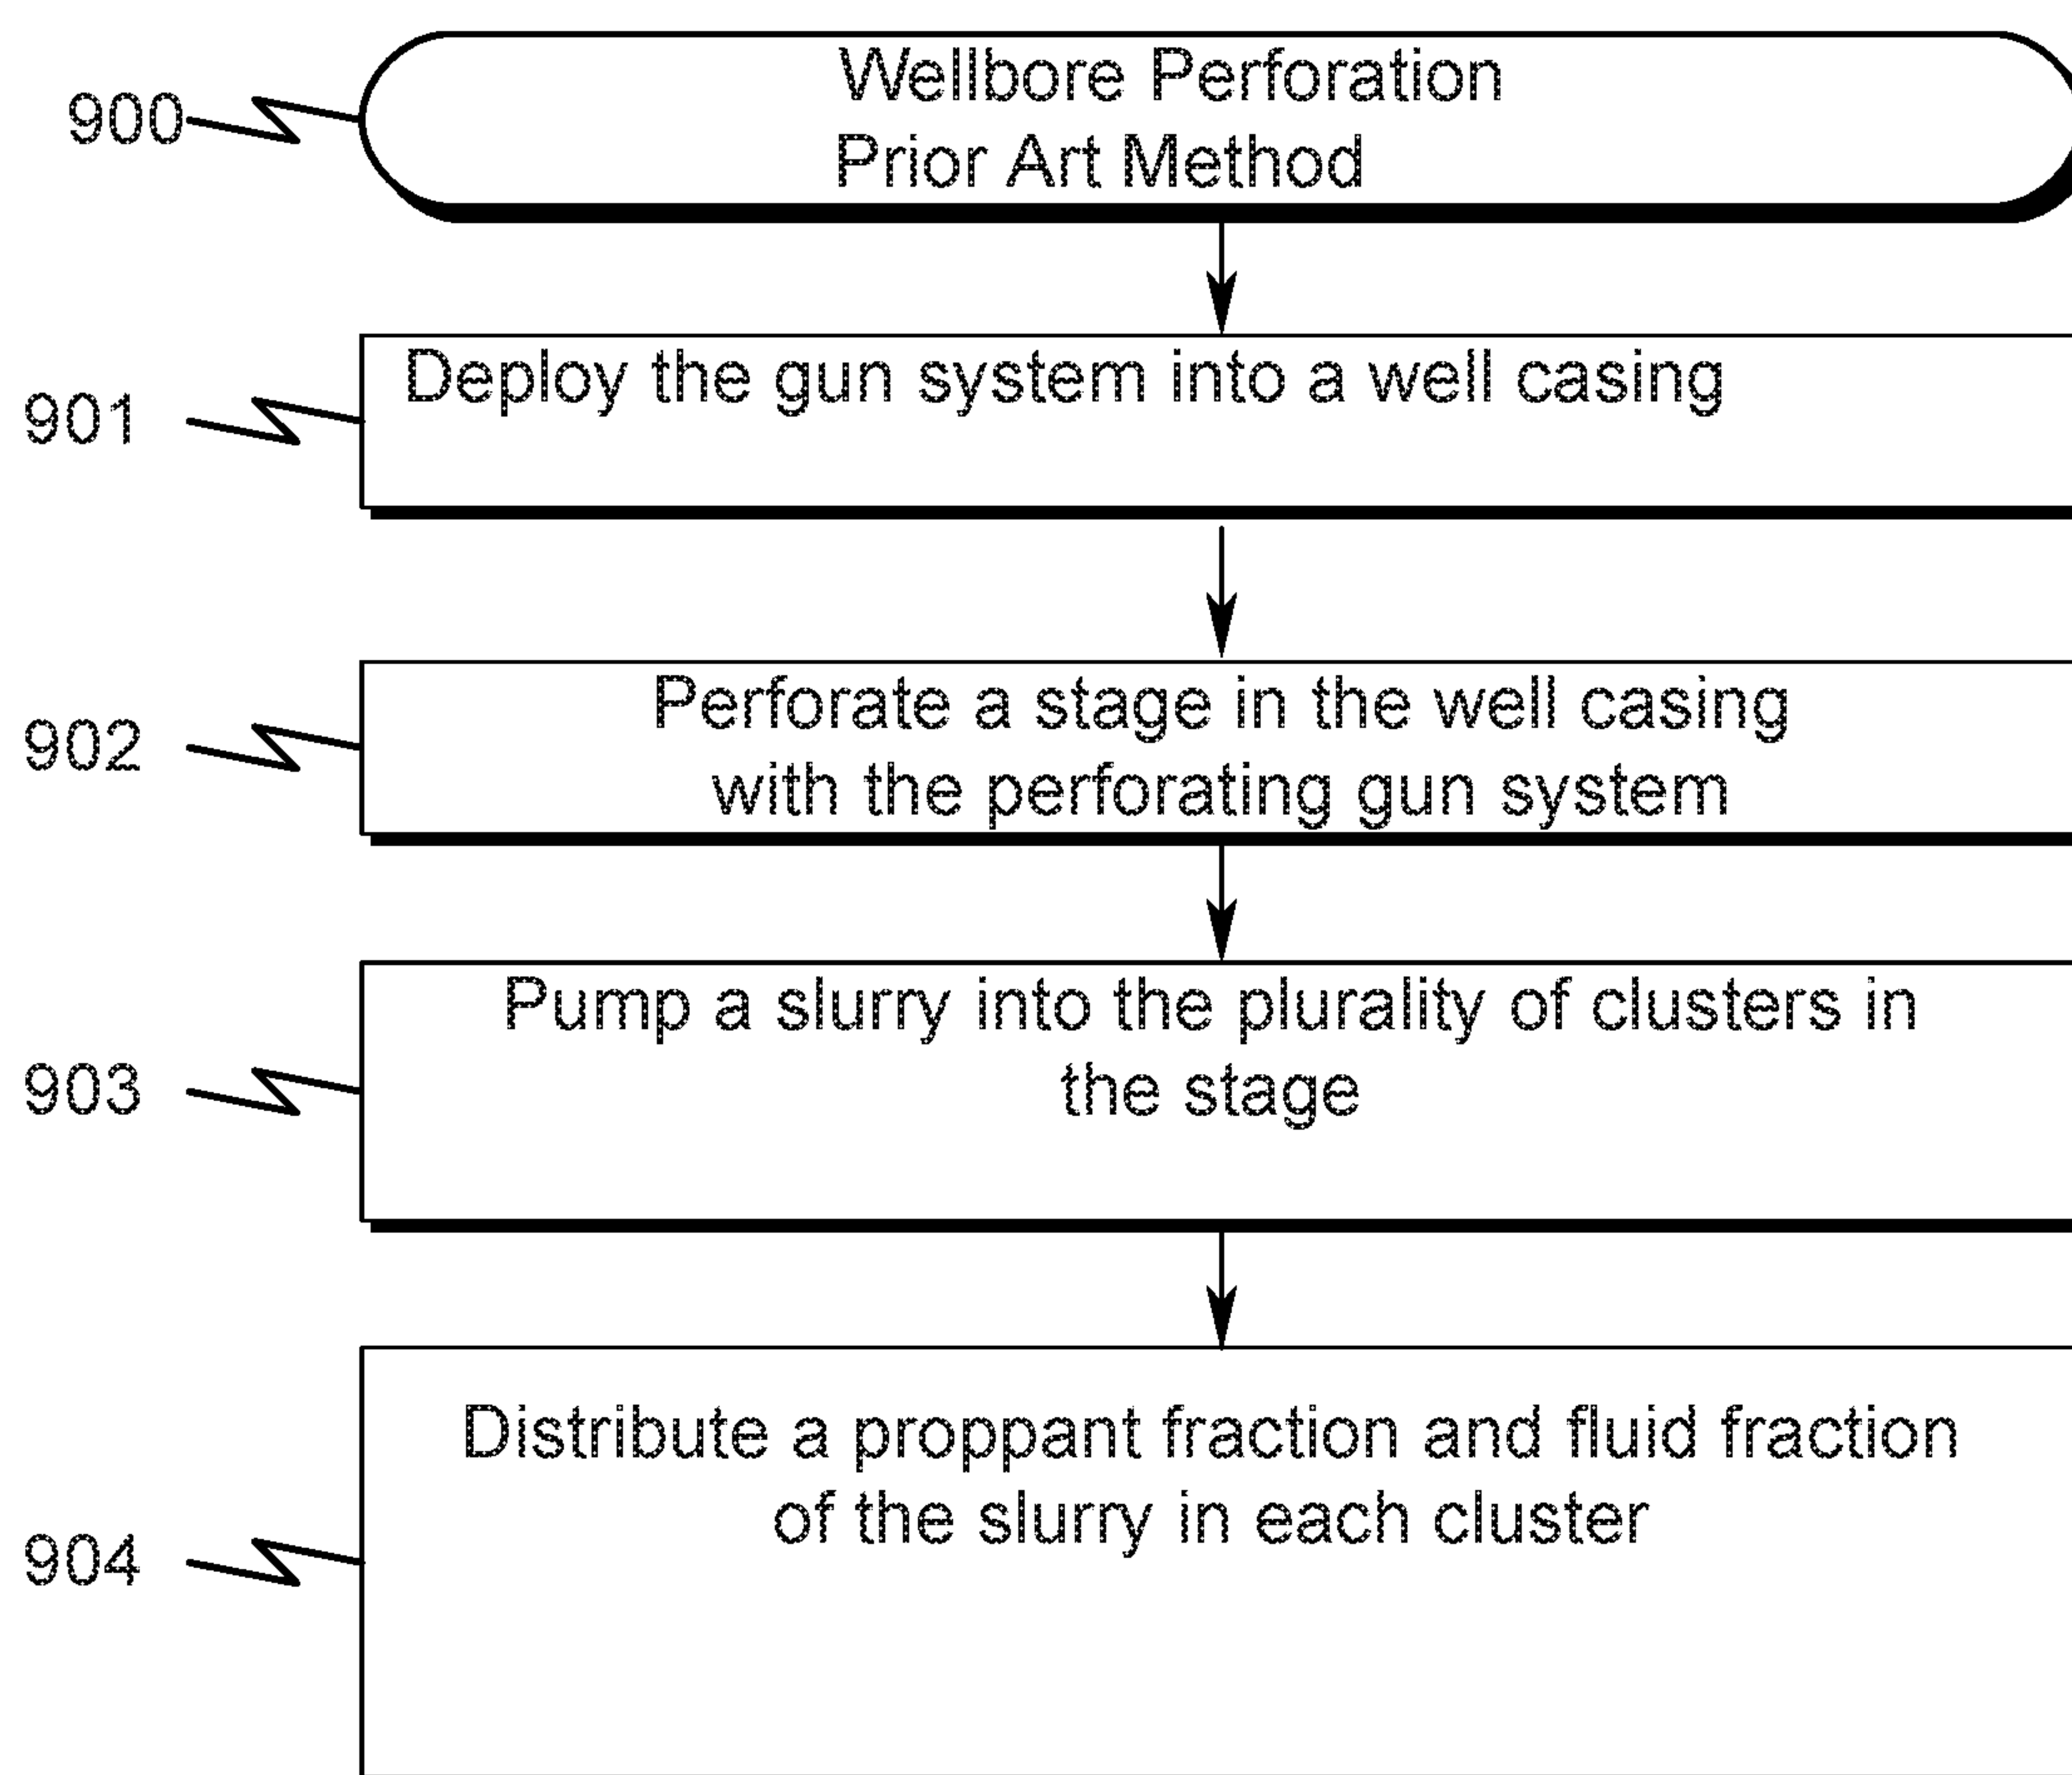 900
Wellbore Perforation
Prior Art Method
901
Deploy the gun system into a well casing
902
Perforate a stage in the well casing
with the perforating gun system
903
Pump a slurry into the plurality of clusters in
the stage
904
Distribute a proppant fraction and fluid fraction
of the slurry in each cluster